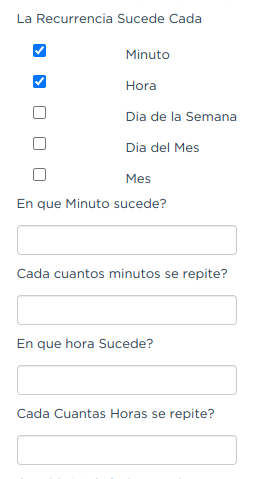 La Recurrencia Sucede Cada
Minuto
Hora
Dia de la Semana
Dia del Mes
Mes
En que Minuto sucede?
Cada cuantos minutos se repite?
En que hora Sucede?
Cada Cuantas Horas se repite?